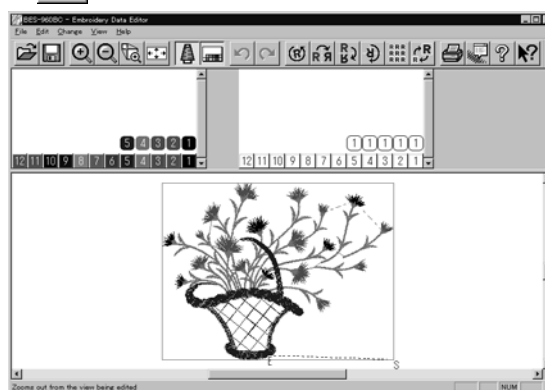 BES-960BC - Embroidery Data Editor
File Edit Change View Help
R R Я R R R R
5 4 3 2 1 1 1 1 1 1
12 11 10 9 8 7 6 5 4 3 2 1 12 11 10 9 8 7 6 5 4 3 2 1
E S
Zooms out from the view being edited NUM